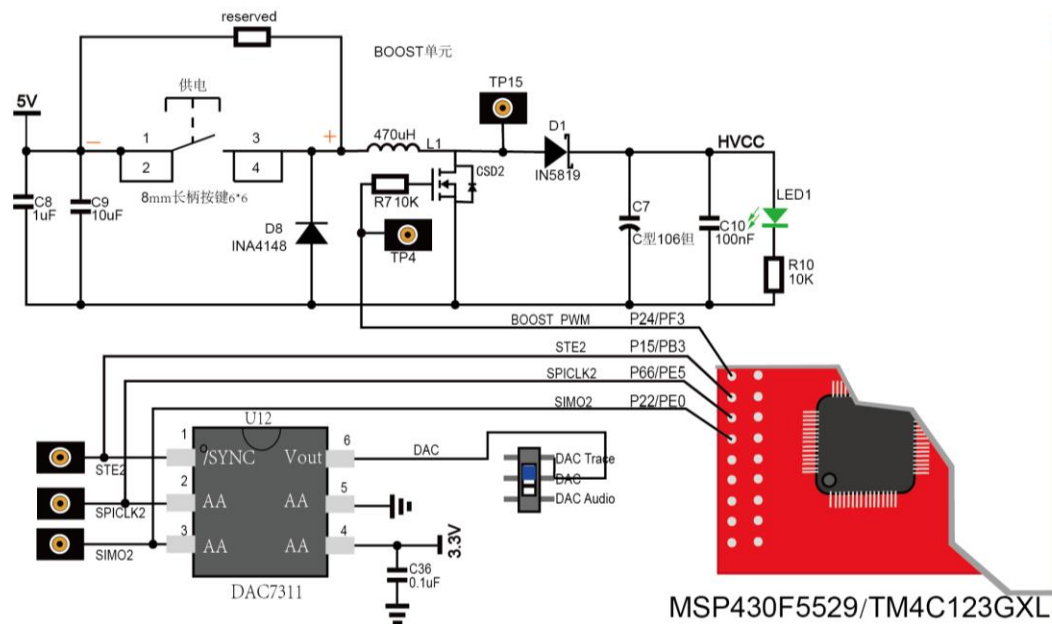 reserved
BOOST单元
供电
TP15
5V
−
1
3
+
470uH
L1
D1
HVCC
2
4
CSD2
IN5819
LED1
C8
1uF
C9
10uF
8mm长柄按键6*6
R7 10K
C7
C型106钽
C10
100nF
D8
INA4148
TP4
R10
10K
BOOST PWM P24/PF3
STE2 P15/PB3
SPICLK2 P66/PE5
SIMO2 P22/PE0
U12
1
6
DAC
/SYNC
Vout
DAC Trace
STE2
DAC
2
5
AA
AA
DAC Audio
SPICLK2
3
4
AA
AA
3.3V
SIMO2
C36
0.1uF
DAC7311
MSP430F5529/TM4C123GXL